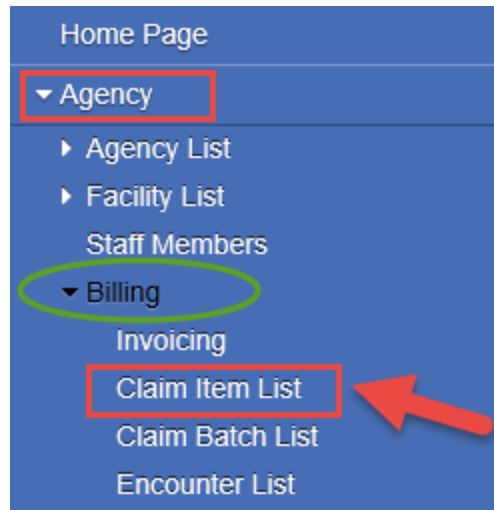 Home Page
Agency
Agency List
Facility List
Staff Members
Billing
Invoicing
Claim Item List
Claim Batch List
Encounter List